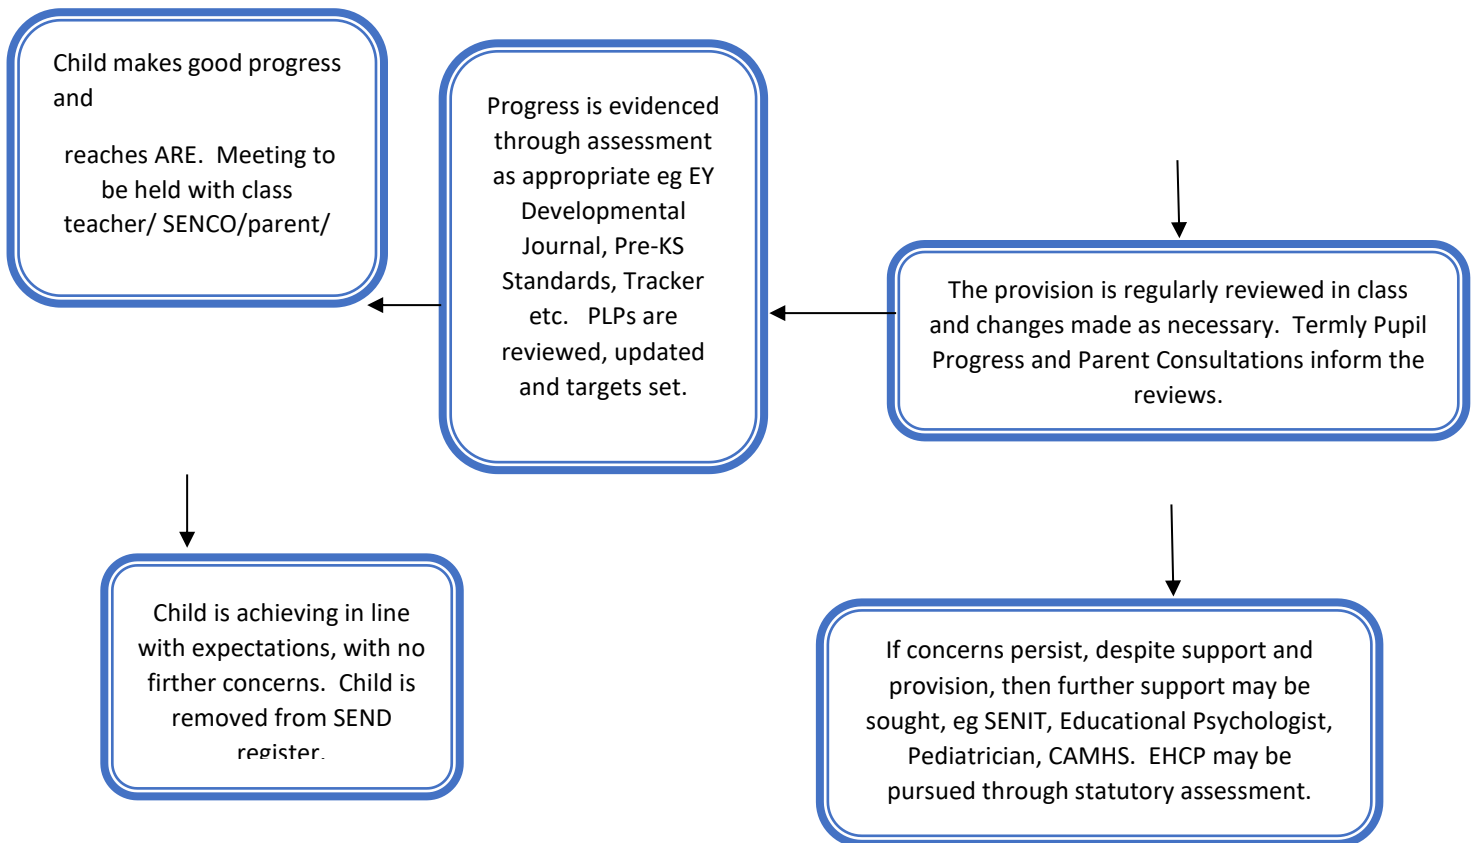 Child makes good progress
and
reaches ARE.  Meeting to
be held with class
teacher/ SENCO/parent/
Progress is evidenced
through assessment
as appropriate eg EY
Developmental
Journal, Pre-KS
Standards, Tracker
etc.   PLPs are
reviewed, updated
and targets set.
The provision is regularly reviewed in class
and changes made as necessary.  Termly Pupil
Progress and Parent Consultations inform the
reviews.
Child is achieving in line
with expectations, with no
firther concerns.  Child is
removed from SEND
register.
If concerns persist, despite support and
provision, then further support may be
sought, eg SENIT, Educational Psychologist,
Pediatrician, CAMHS.  EHCP may be
pursued through statutory assessment.